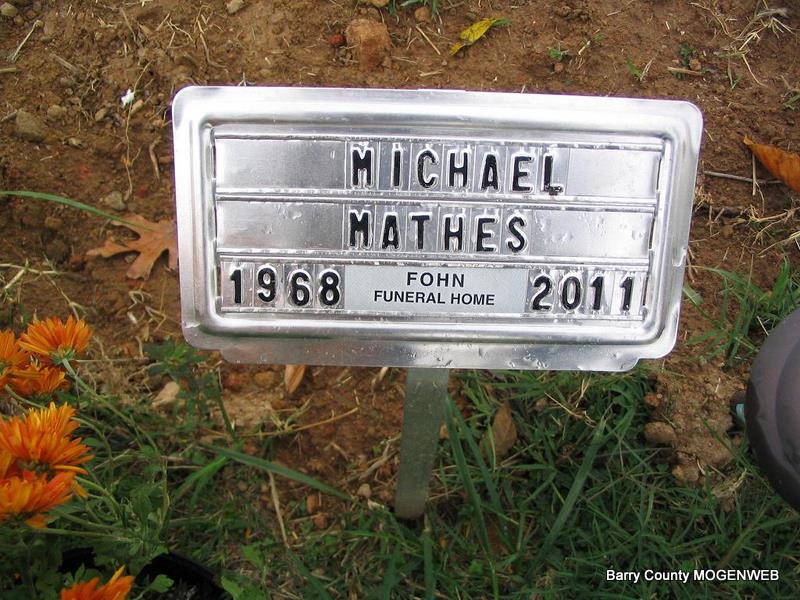 MICHAEL
MATHES
1968 FOHN FUNERAL HOME 2011
Barry County MOGENWEB